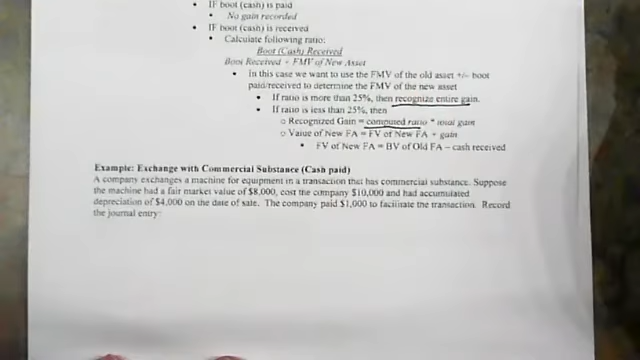 • IF boot (cash) is paid
• No gain recorded
• IF boot (cash) is received
• Calculate following ratio:
Boot (Cash) Received
Boot Received + FMV of New Asset
• In this case we want to use the FMV of the old asset +/- boot
paid/received to determine the FMV of the new asset
• If ratio is more than 25%, then recognize entire gain.
• If ratio is less than 25%, then
o Recognized Gain = computed ratio * total gain
o Value of New FA = FV of New FA + gain
• FV of New FA = BV of Old FA – cash received
Example: Exchange with Commercial Substance (Cash paid)
A company exchanges a machine for equipment in a transaction that has commercial substance. Suppose
the machine had a fair market value of $8,000, cost the company $10,000 and had accumulated
depreciation of $4,000 on the date of sale. The company paid $1,000 to facilitate the transaction. Record
the journal entry: